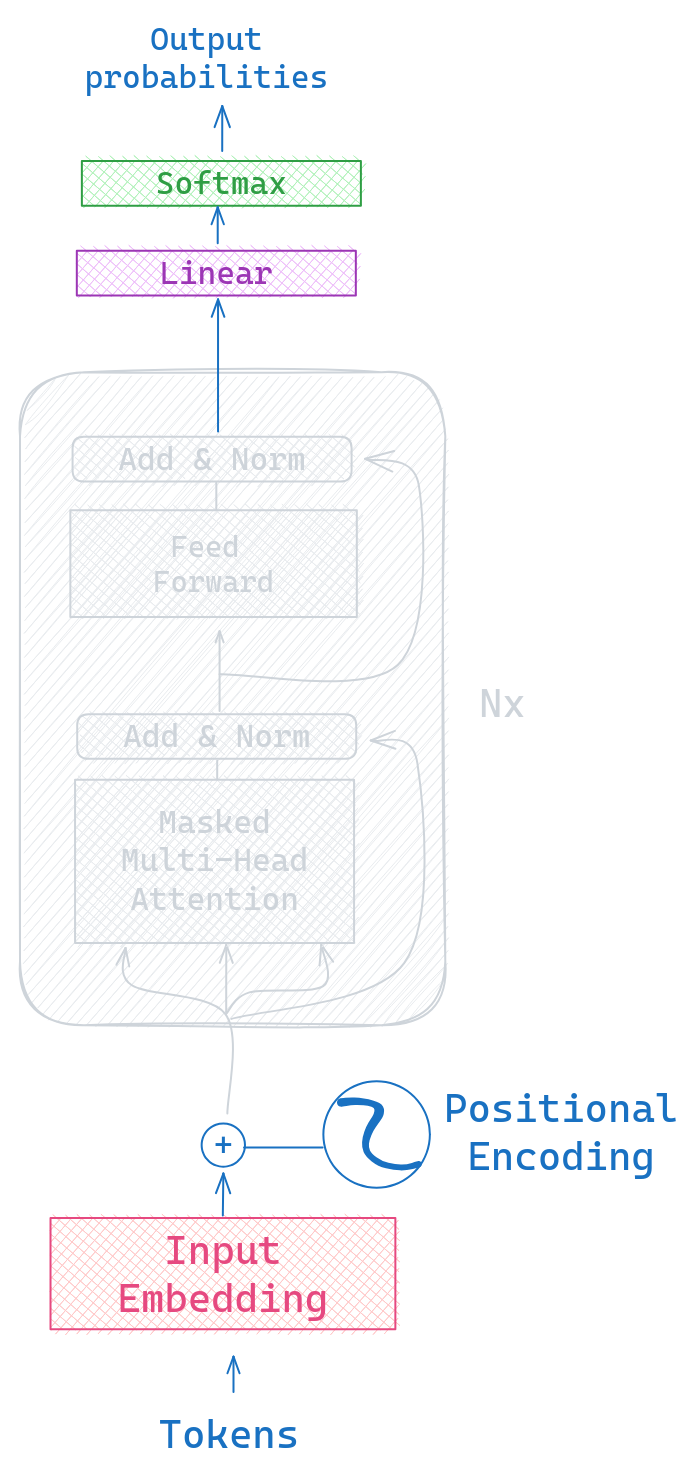 Output
probabilities
Softmax
Linear
Add & Norm
Feed
Forward
Nx
Add & Norm
Masked
Multi-Head
Attention
+
Positional
Encoding
Input
Embedding
Tokens